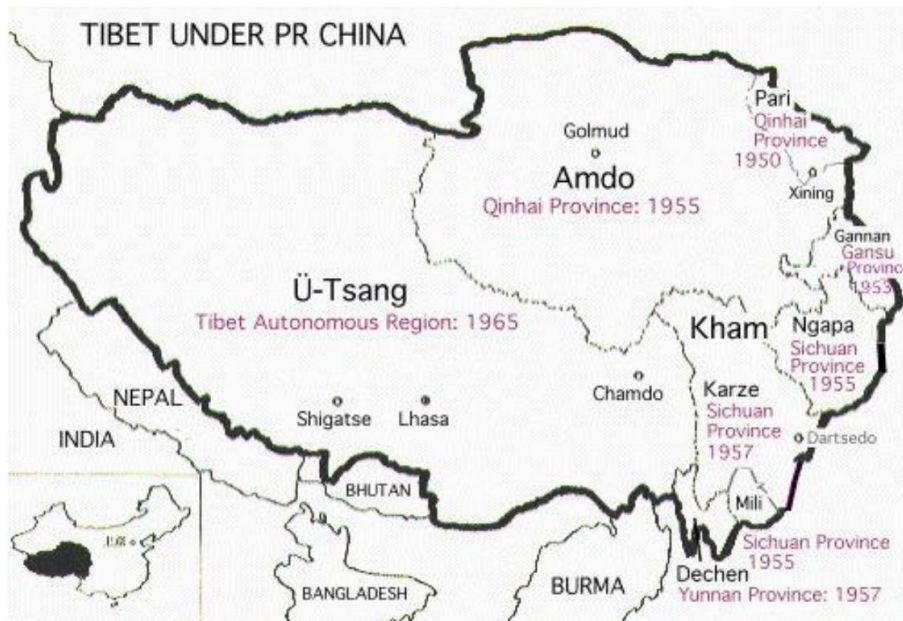 TIBET UNDER PR CHINA
Pari
Qinhai
Province
1950
Golmud
Xining
Amdo
Qinhai Province: 1955
Gannan
Gansu
Province
1953
Ü-Tsang
Tibet Autonomous Region: 1965
Kham
Ngapa
Sichuan
Province
1955
Chamdo
Karze
Sichuan
Province
1957
NEPAL
Shigatse
Lhasa
INDIA
Dartsedo
BHUTAN
Mili
Sichuan Province
1955
Dechen
Yunnan Province: 1957
BURMA
BANGLADESH